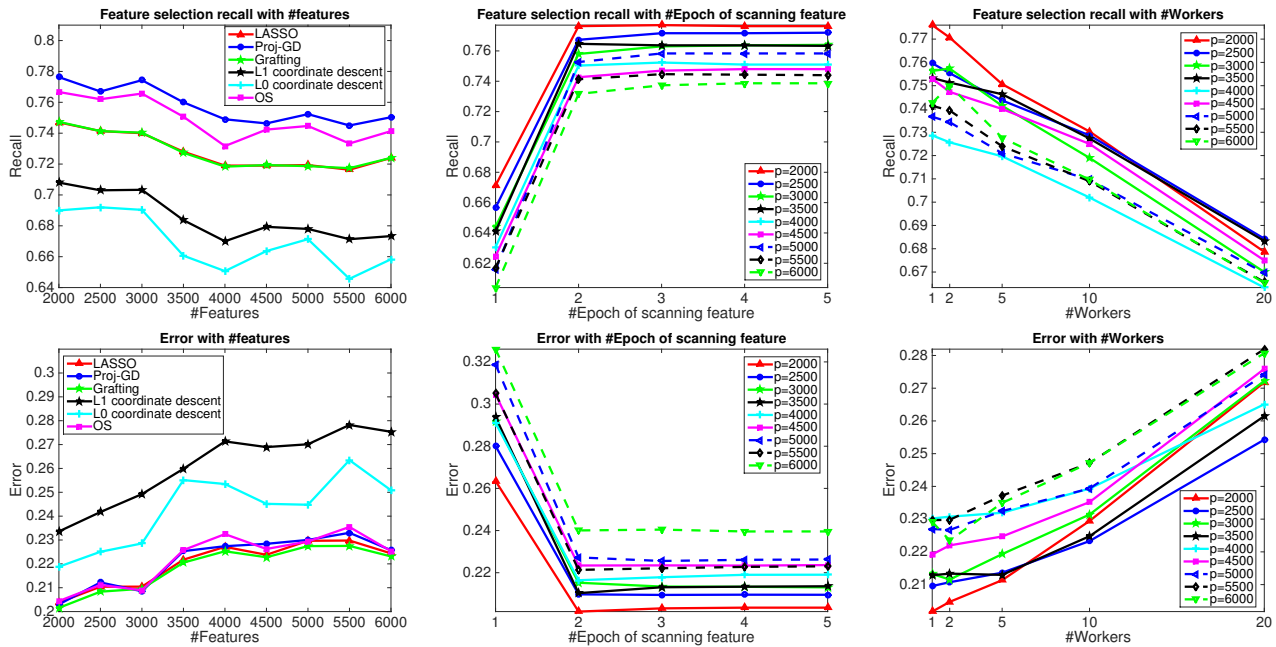 Feature selection recall with #features
0.8
0.78
0.76
0.74
0.72
0.7
0.68
0.66
0.64
Recall
LASSO
Proj-GD
Grafting
L1 coordinate descent
L0 coordinate descent
OS
2000 2500 3000 3500 4000 4500 5000 5500 6000
#Features
Feature selection recall with #Epoch of scanning feature
0.76
0.74
0.72
0.7
0.68
0.66
0.64
0.62
Recall
p=2000
p=2500
p=3000
p=3500
p=4000
p=4500
p=5000
p=5500
p=6000
1 2 3 4 5
#Epoch of scanning feature
Feature selection recall with #Workers
0.77
0.76
0.75
0.74
0.73
0.72
0.71
0.7
0.69
0.68
0.67
Recall
p=2000
p=2500
p=3000
p=3500
p=4000
p=4500
p=5000
p=5500
p=6000
1 2 5 10 20
#Workers
Error with #features
0.3
0.29
0.28
0.27
0.26
0.25
0.24
0.23
0.22
0.21
0.2
Error
LASSO
Proj-GD
Grafting
L1 coordinate descent
L0 coordinate descent
OS
2000 2500 3000 3500 4000 4500 5000 5500 6000
#Features
Error with #Epoch of scanning feature
0.32
0.3
0.28
0.26
0.24
0.22
Error
p=2000
p=2500
p=3000
p=3500
p=4000
p=4500
p=5000
p=5500
p=6000
1 2 3 4 5
#Epoch of scanning feature
Error with #Workers
0.28
0.27
0.26
0.25
0.24
0.23
0.22
0.21
Error
p=2000
p=2500
p=3000
p=3500
p=4000
p=4500
p=5000
p=5500
p=6000
1 2 5 10 20
#Workers